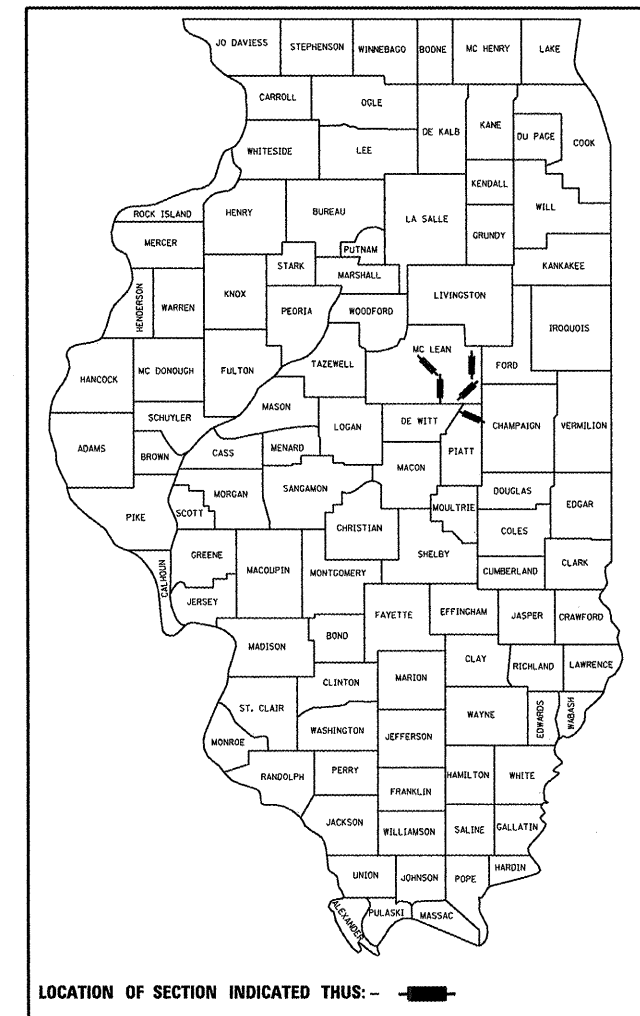 JO DAVIESS STEPHENSON WINNEBAGO BOONE MC HENRY LAKE
CARROLL OGLE DE KALB KANE DU PAGE COOK
WHITESIDE LEE
KENDALL WILL
ROCK ISLAND HENRY BUREAU LA SALLE
MERCER PUTNAM GRUNDY
STARK MARSHALL KANKAKEE
HENDERSON WARREN KNOX PEORIA WOODFORD LIVINGSTON
IROQUOIS
HANCOCK MC DONOUGH FULTON TAZEWELL MC LEAN FORD
SCHUYLER MASON LOGAN DE WITT CHAMPAIGN VERMILION
ADAMS BROWN CASS MENARD MACON PIATT
PIKE SCOTT MORGAN SANGAMON MOULTRIE DOUGLAS EDGAR
CHRISTIAN COLES
CALHOUN GREENE MACOUPIN MONTGOMERY SHELBY CUMBERLAND CLARK
JERSEY FAYETTE EFFINGHAM JASPER CRAWFORD
MADISON BOND CLAY RICHLAND LAWRENCE
CLINTON MARION
ST. CLAIR WASHINGTON JEFFERSON WAYNE EDWARDS WABASH
MONROE
RANDOLPH PERRY FRANKLIN HAMILTON WHITE
JACKSON WILLIAMSON SALINE GALLATIN
UNION JOHNSON POPE HARDIN
ALEXANDER PULASKI MASSAC
LOCATION OF SECTION INDICATED THUS: –